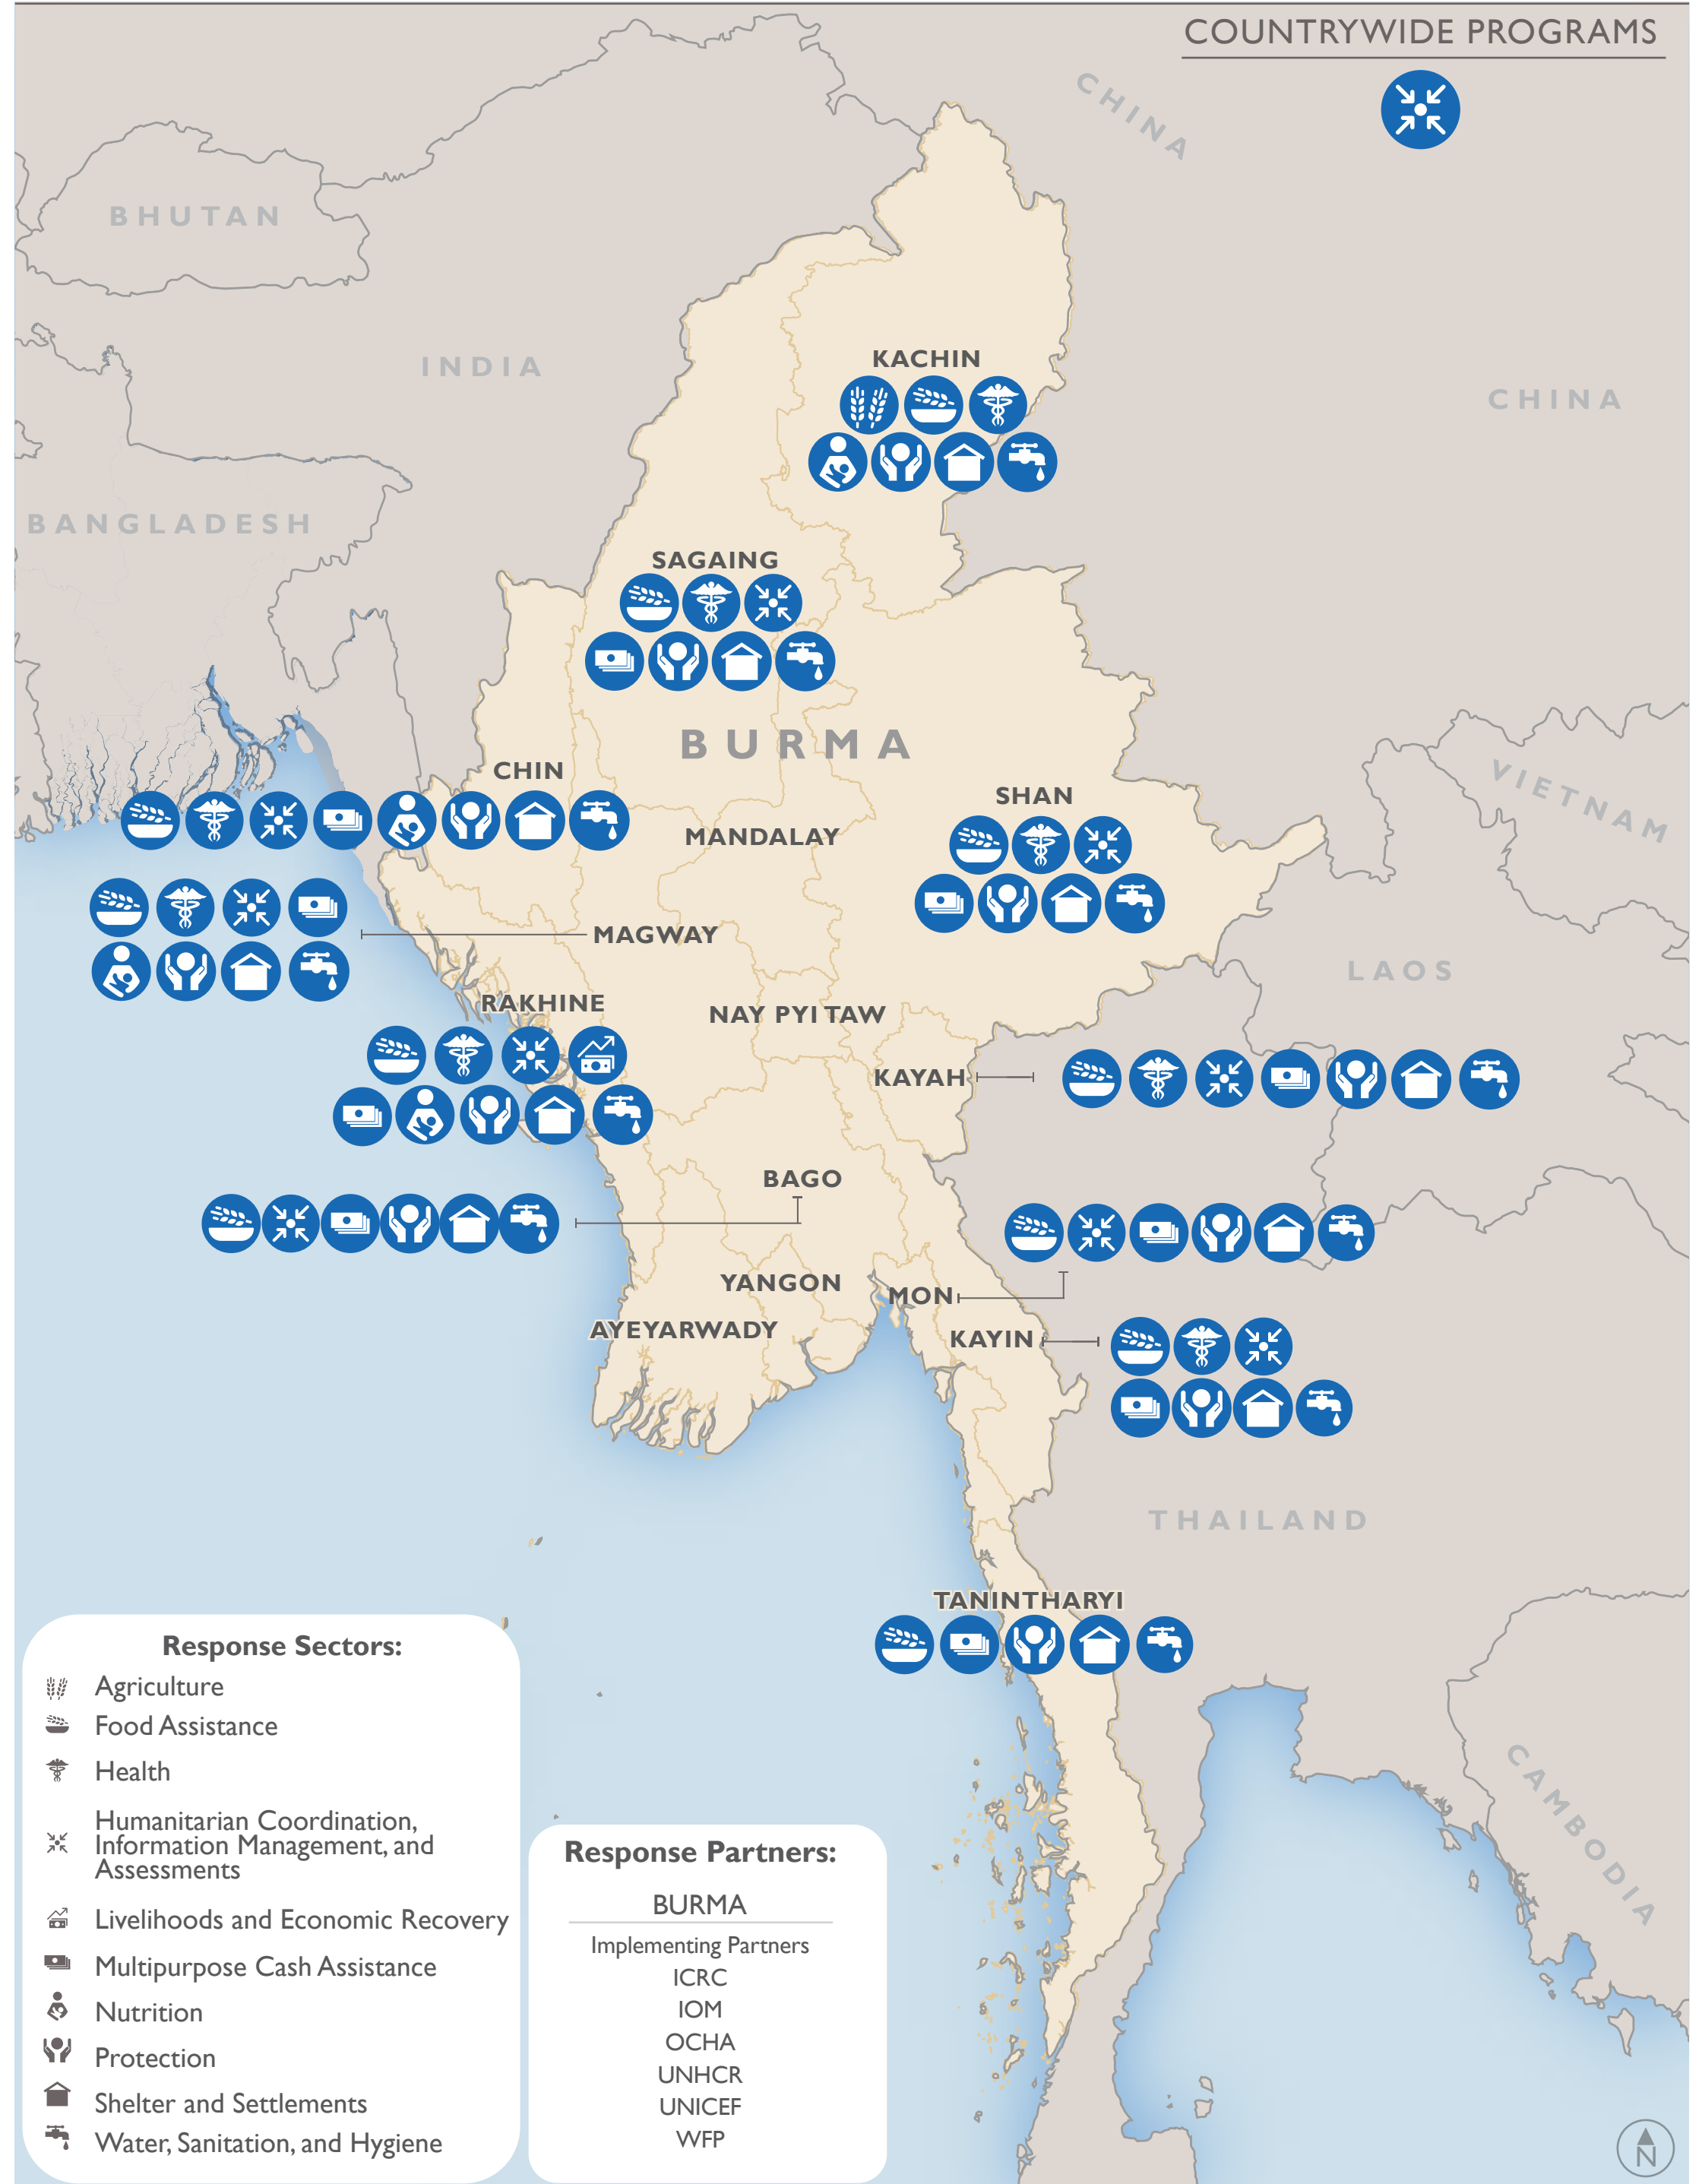 COUNTRYWIDE PROGRAMS
CHINA
BHUTAN
INDIA
KACHIN
CHINA
BANGLADESH
SAGAING
BURMA
CHIN
VIETNAM
SHAN
MANDALAY
MAGWAY
LAOS
RAKHINE
NAY PYI TAW
KAYAH
BAGO
YANGON
MON
AYEYARWADY
KAYIN
THAILAND
TANINTHARYI
CAMBODIA
Response Sectors:
Agriculture
Food Assistance
Health
Humanitarian Coordination,
Information Management, and
Assessments
Livelihoods and Economic Recovery
Multipurpose Cash Assistance
Nutrition
Protection
Shelter and Settlements
Water, Sanitation, and Hygiene
Response Partners:
BURMA
Implementing Partners
ICRC
IOM
OCHA
UNHCR
UNICEF
WFP
N